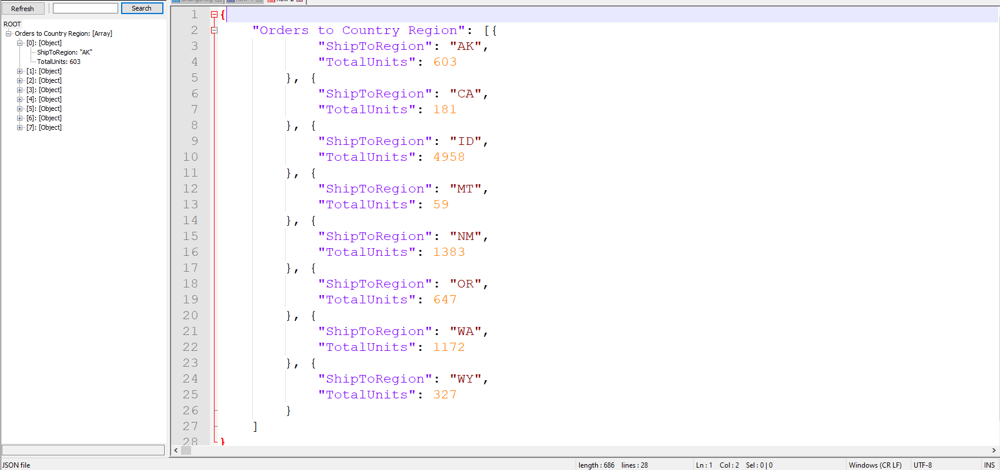 Refresh
Search
ROOT
Orders to Country Region: [Array]
[0]: [Object]
ShipToRegion: "AK"
TotalUnits: 603
[1]: [Object]
[2]: [Object]
[3]: [Object]
[4]: [Object]
[5]: [Object]
[6]: [Object]
[7]: [Object]
1 {
2 "Orders to Country Region": [{
3 "ShipToRegion": "AK",
4 "TotalUnits": 603
5 }, {
6 "ShipToRegion": "CA",
7 "TotalUnits": 181
8 }, {
9 "ShipToRegion": "ID",
10 "TotalUnits": 4958
11 }, {
12 "ShipToRegion": "MT",
13 "TotalUnits": 59
14 }, {
15 "ShipToRegion": "NM",
16 "TotalUnits": 1383
17 }, {
18 "ShipToRegion": "OR",
19 "TotalUnits": 647
20 }, {
21 "ShipToRegion": "WA",
22 "TotalUnits": 1172
23 }, {
24 "ShipToRegion": "WY",
25 "TotalUnits": 327
26 }
27 ]
28 }
JSON file length : 686 lines : 28 Ln : 1 Col : 2 Sel : 0 | 0 Windows (CR LF) UTF-8 INS